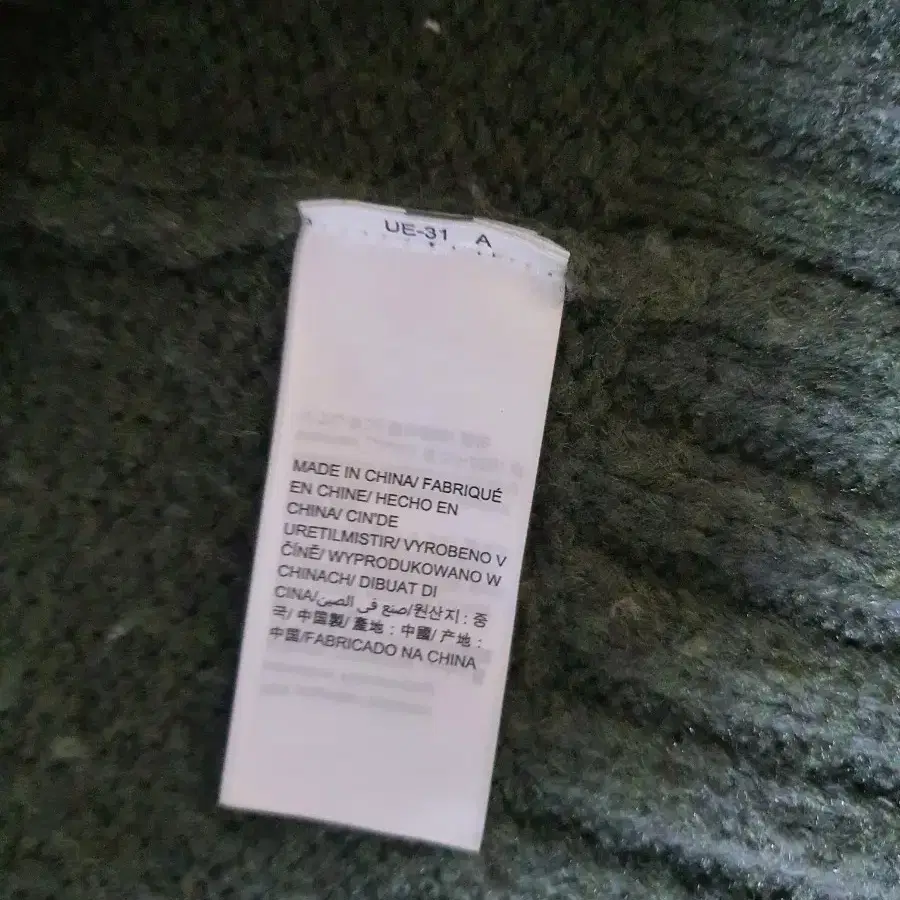 UE-31 A
MADE IN CHINA/ FABRIQUÉ
EN CHINE/ HECHO EN
CHINA/ CIN'DE
URETILMISTIR/ VYROBENO V
ČÍNĚ/ WYPRODUKOWANO W
CHINACH/ DIBUAT DI
CINA/صنع في الصين/원산지 : 중
국/ 中国製/ 產地 : 中國/ 产地 :
中国/FABRICADO NA CHINA